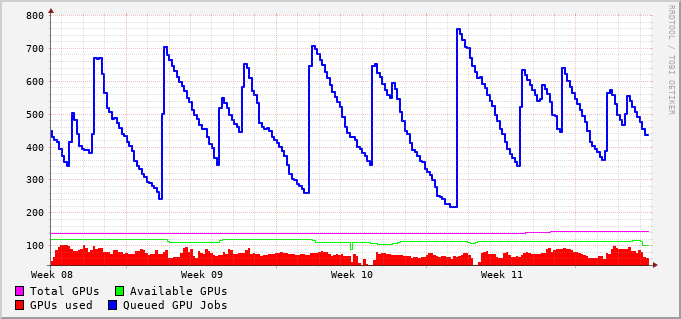 800
700
600
500
400
300
200
100
Week 08 Week 09 Week 10 Week 11
Total GPUs Available GPUs
GPUs used Queued GPU Jobs
RRDTOOL / TOBI OETIKER